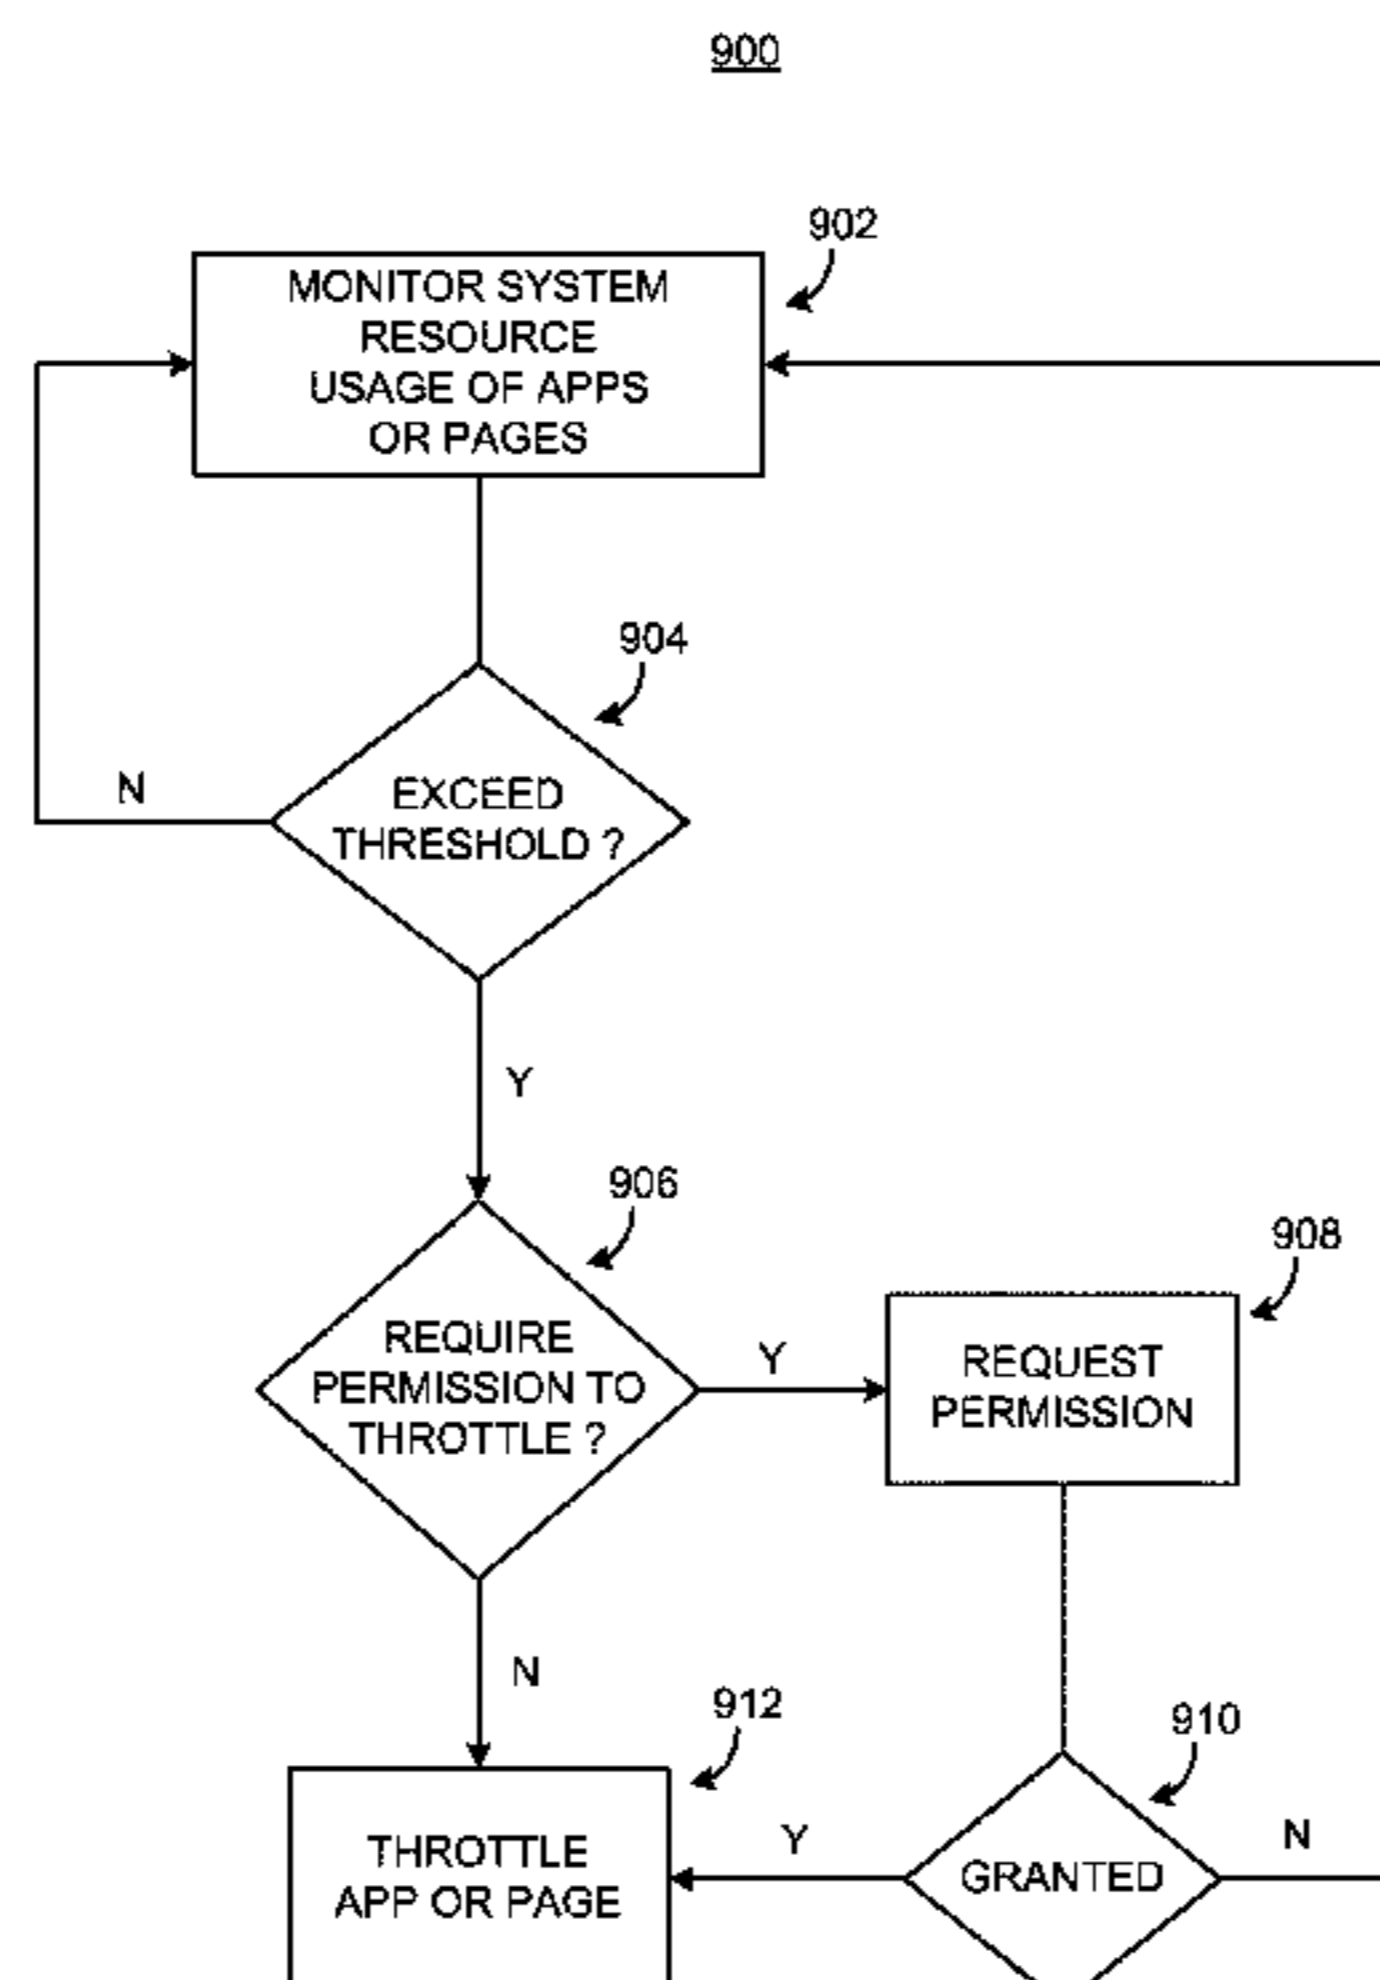 900
902
MONITOR SYSTEM
RESOURCE
USAGE OF APPS
OR PAGES
904
EXCEED
THRESHOLD ?
N
Y
906
REQUIRE
PERMISSION TO
THROTTLE ?
Y
908
REQUEST
PERMISSION
N
912
THROTTLE
APP OR PAGE
Y
910
GRANTED
N